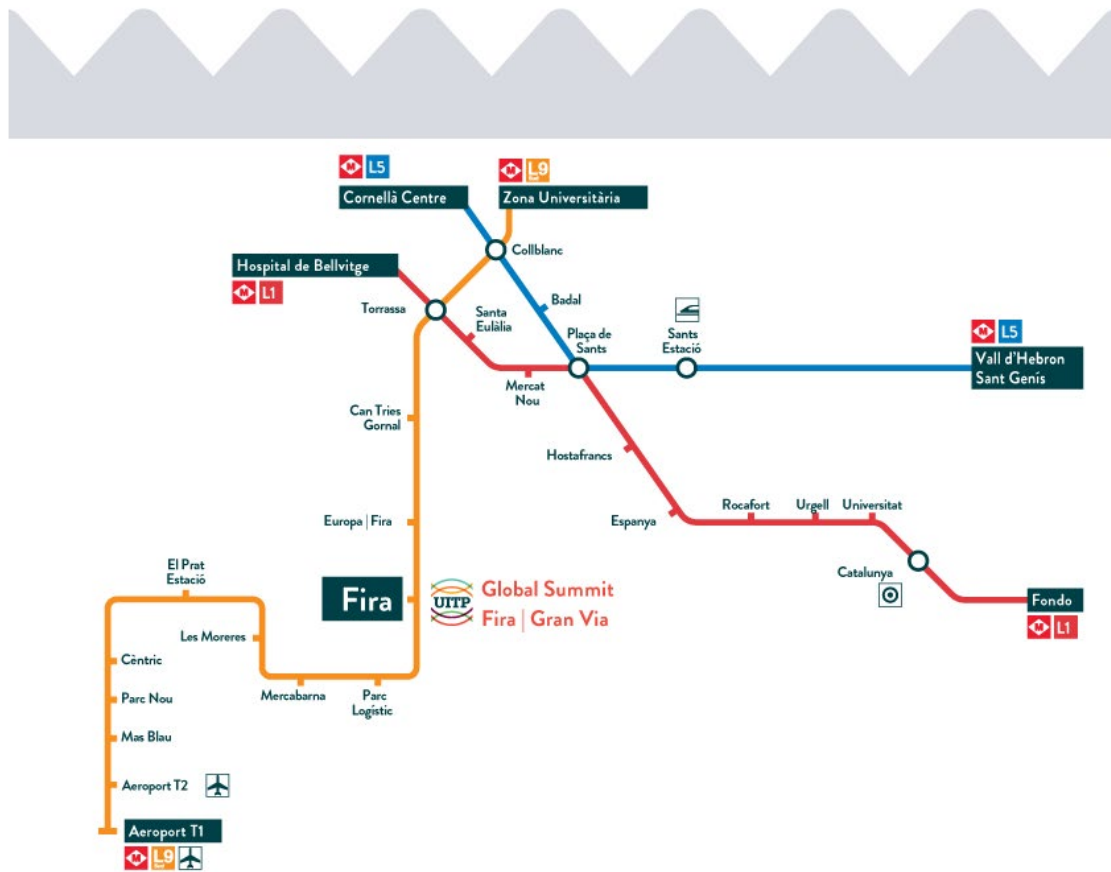 M L5
M L9
Sud
Cornellà Centre
Zona Universitària
Collblanc
Hospital de Bellvitge
M L1
Torrassa
Santa
Eulàlia
Badal
Plaça de
Sants
Sants
Estació
M L5
Vall d'Hebron
Sant Genís
Mercat
Nou
Can Tries
Gornal
Hostafrancs
Espanya
Rocafort
Urgell
Universitat
Europa | Fira
Catalunya
El Prat
Estació
Fira
UITP
Global Summit
Fira | Gran Via
Fondo
M L1
Les Moreres
Cèntric
Mercabarna
Parc
Logístic
Parc Nou
Mas Blau
Aeroport T2
Aeroport T1
M L9
Sud